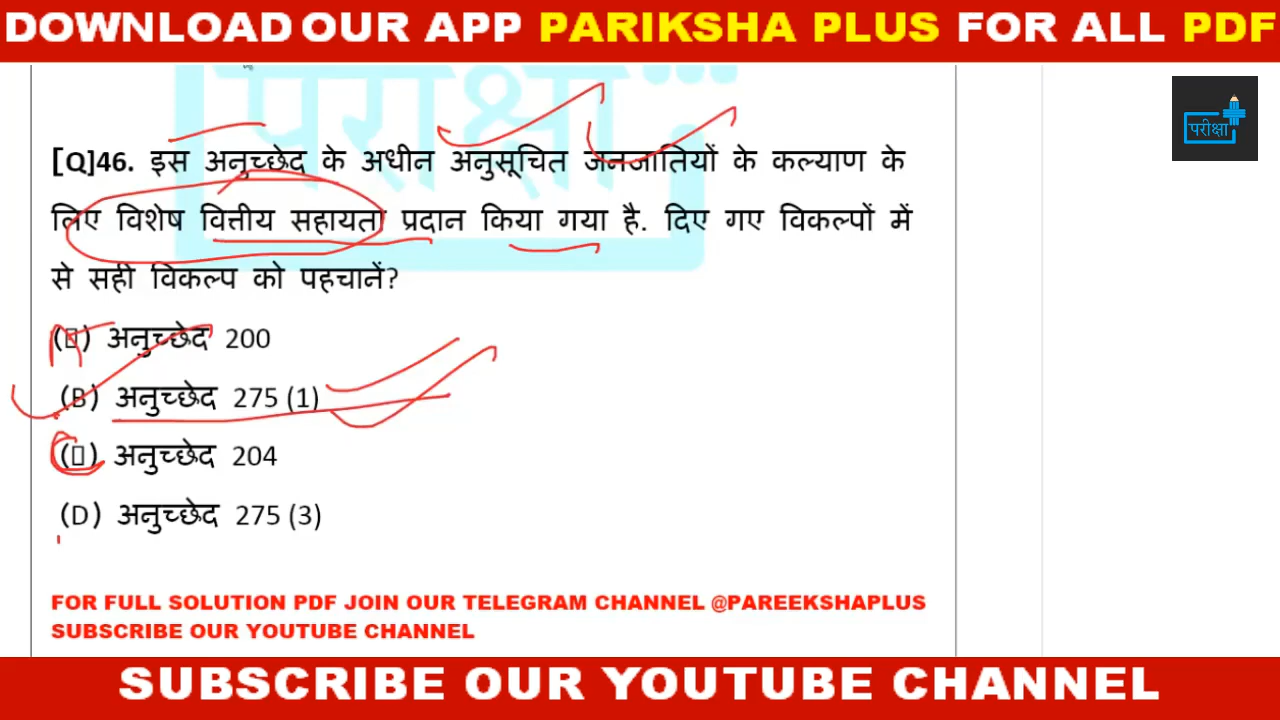 DOWNLOAD OUR APP PARIKSHA PLUS FOR ALL PDF
परीक्षा
परीक्षा
[Q]46. इस अनुच्छेद के अधीन अनुसूचित जनजातियों के कल्याण के
लिए विशेष वित्तीय सहायता प्रदान किया गया है. दिए गए विकल्पों में
से सही विकल्प को पहचानें?
(▯) अनुच्छेद 200
(B) अनुच्छेद 275 (1)
(▯) अनुच्छेद 204
(D) अनुच्छेद 275 (3)
FOR FULL SOLUTION PDF JOIN OUR TELEGRAM CHANNEL @PAREEKSHAPLUS
SUBSCRIBE OUR YOUTUBE CHANNEL
SUBSCRIBE OUR YOUTUBE CHANNEL